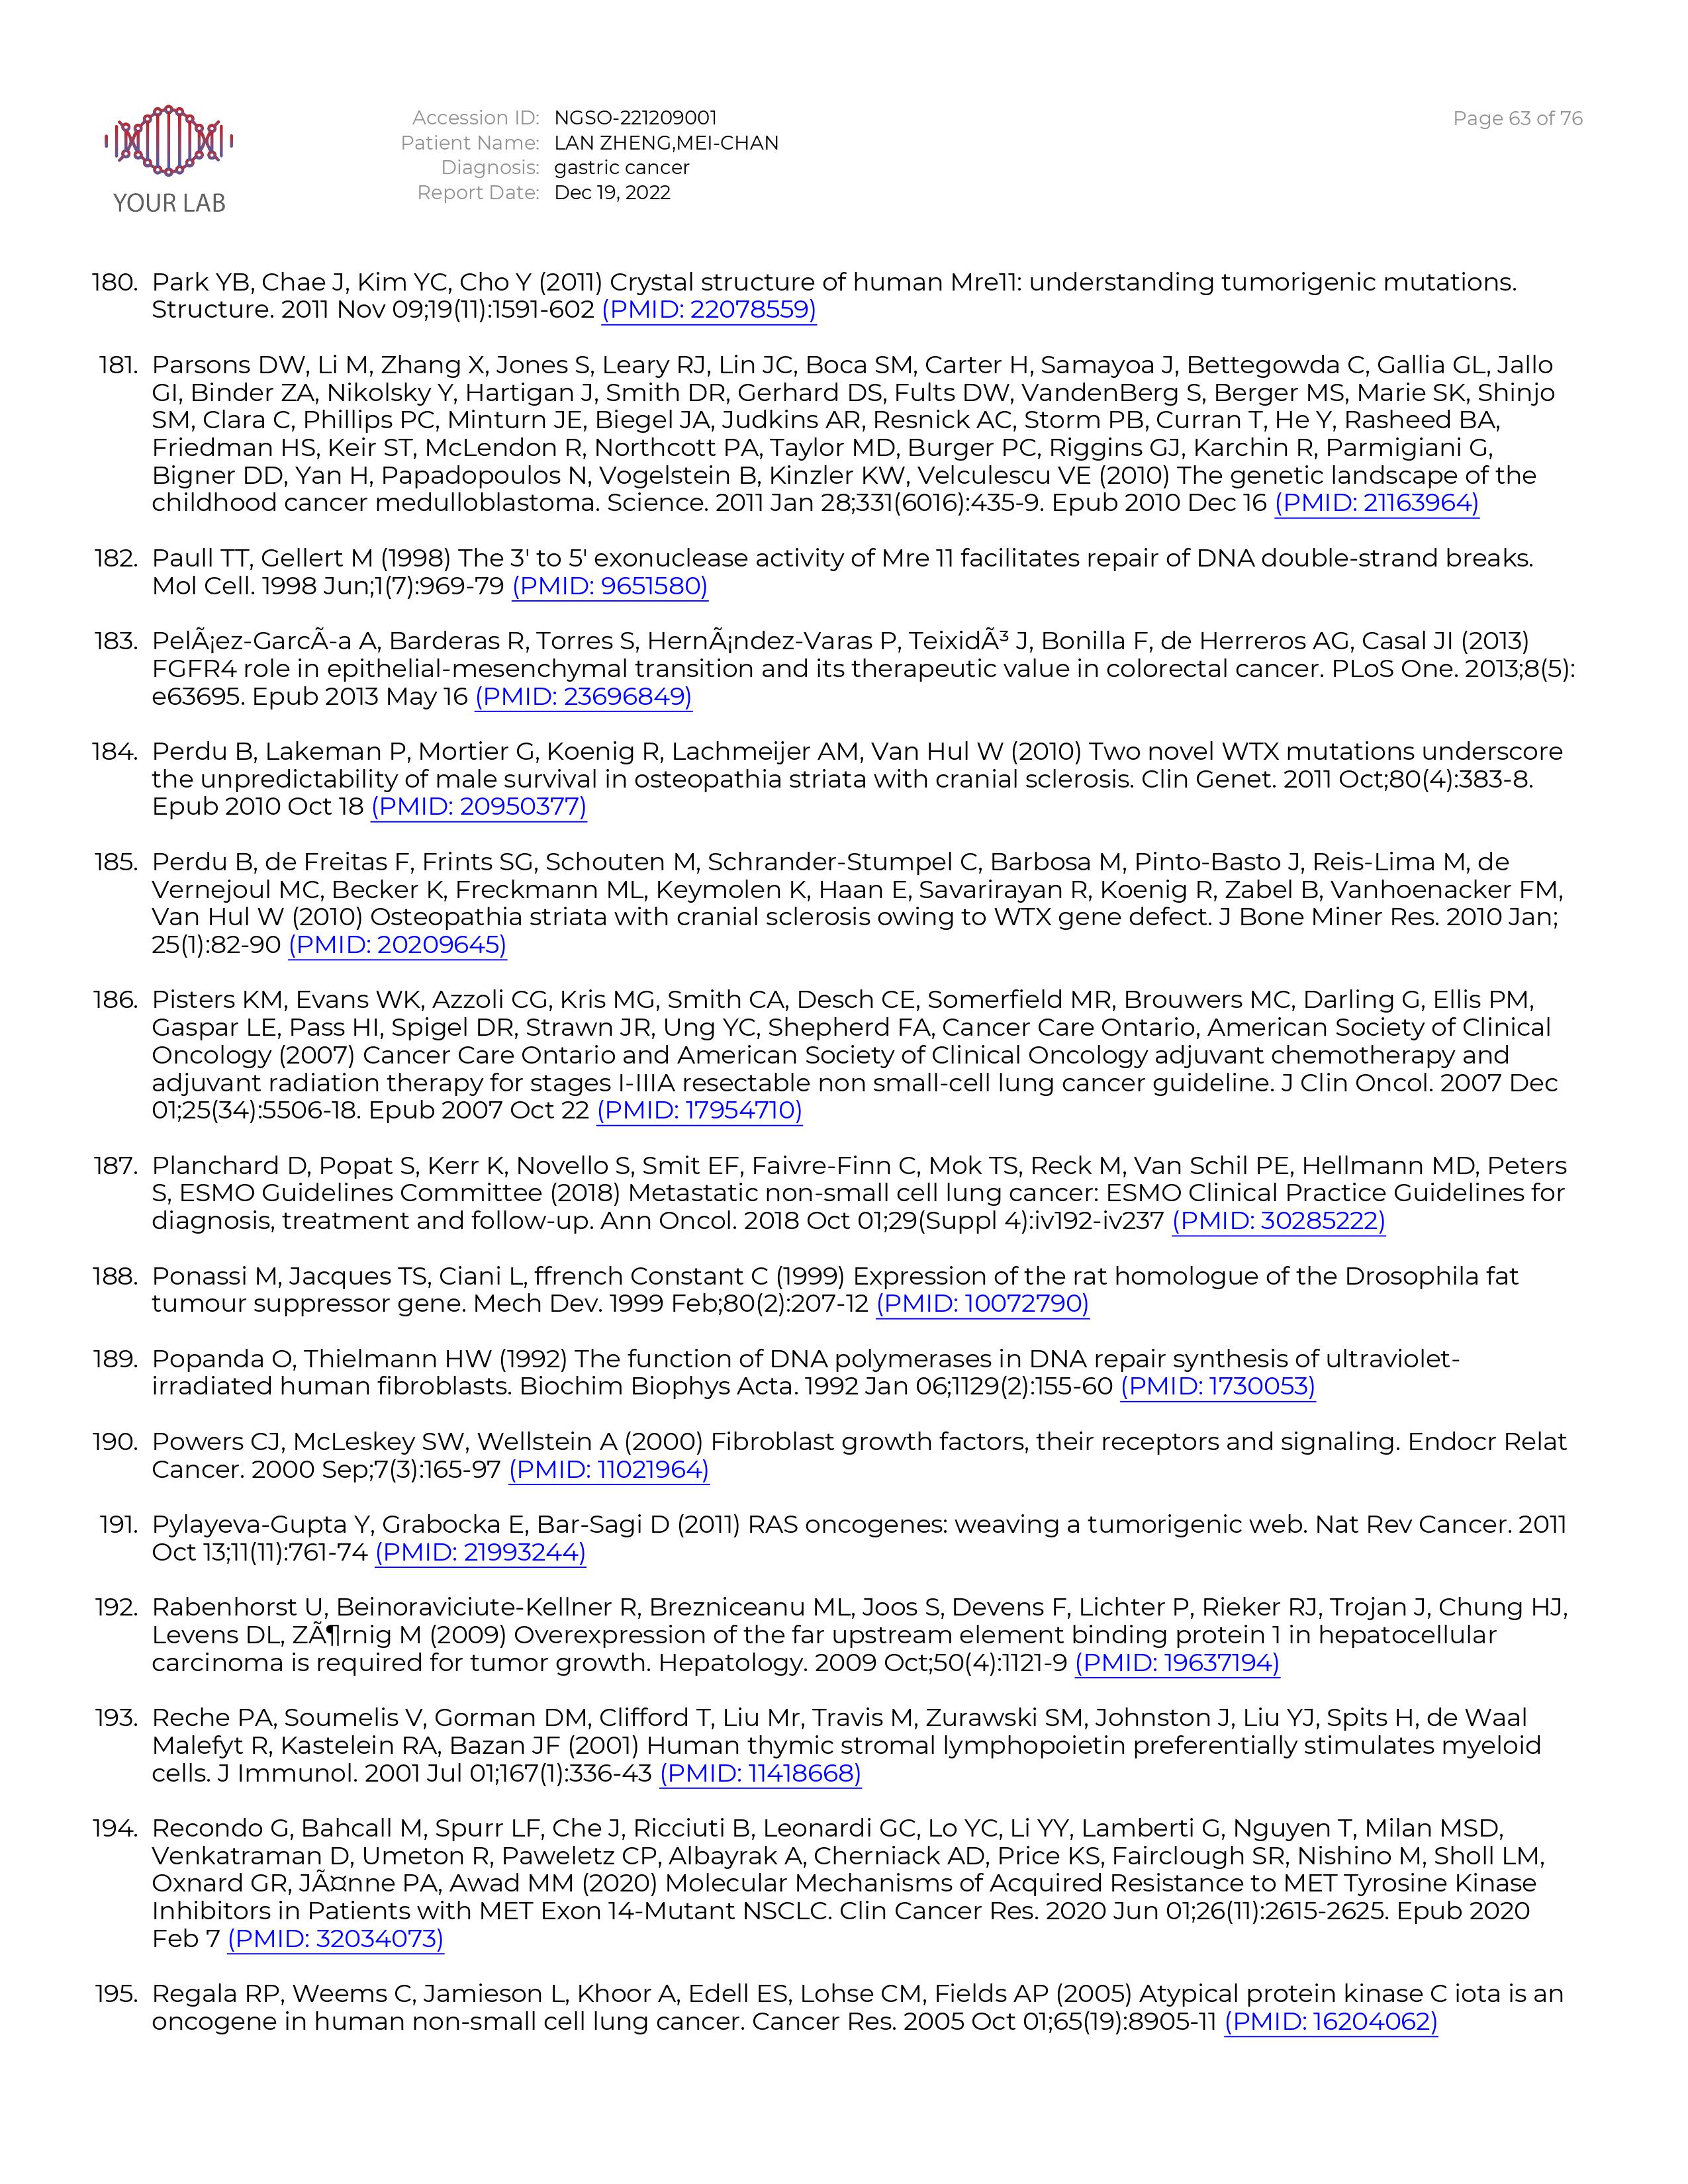 YOUR LAB
Accession ID: NGSO-221209001
Patient Name: LAN ZHENG,MEI-CHAN
Diagnosis: gastric cancer
Report Date: Dec 19, 2022
Page 63 of 76
180. Park YB, Chae J, Kim YC, Cho Y (2011) Crystal structure of human Mre11: understanding tumorigenic mutations.
Structure. 2011 Nov 09;19(11):1591-602 (PMID: 22078559)
181. Parsons DW, Li M, Zhang X, Jones S, Leary RJ, Lin JC, Boca SM, Carter H, Samayoa J, Bettegowda C, Gallia GL, Jallo
GI, Binder ZA, Nikolsky Y, Hartigan J, Smith DR, Gerhard DS, Fults DW, VandenBerg S, Berger MS, Marie SK, Shinjo
SM, Clara C, Phillips PC, Minturn JE, Biegel JA, Judkins AR, Resnick AC, Storm PB, Curran T, He Y, Rasheed BA,
Friedman HS, Keir ST, McLendon R, Northcott PA, Taylor MD, Burger PC, Riggins GJ, Karchin R, Parmigiani G,
Bigner DD, Yan H, Papadopoulos N, Vogelstein B, Kinzler KW, Velculescu VE (2010) The genetic landscape of the
childhood cancer medulloblastoma. Science. 2011 Jan 28;331(6016):435-9. Epub 2010 Dec 16 (PMID: 21163964)
182. Paull TT, Gellert M (1998) The 3' to 5' exonuclease activity of Mre 11 facilitates repair of DNA double-strand breaks.
Mol Cell. 1998 Jun;1(7):969-79 (PMID: 9651580)
183. PelÃ¡ez-GarcÃ-a A, Barderas R, Torres S, HernÃ¡ndez-Varas P, TeixidÃ³ J, Bonilla F, de Herreros AG, Casal JI (2013)
FGFR4 role in epithelial-mesenchymal transition and its therapeutic value in colorectal cancer. PLoS One. 2013;8(5):
e63695. Epub 2013 May 16 (PMID: 23696849)
184. Perdu B, Lakeman P, Mortier G, Koenig R, Lachmeijer AM, Van Hul W (2010) Two novel WTX mutations underscore
the unpredictability of male survival in osteopathia striata with cranial sclerosis. Clin Genet. 2011 Oct;80(4):383-8.
Epub 2010 Oct 18 (PMID: 20950377)
185. Perdu B, de Freitas F, Frints SG, Schouten M, Schrander-Stumpel C, Barbosa M, Pinto-Basto J, Reis-Lima M, de
Vernejoul MC, Becker K, Freckmann ML, Keymolen K, Haan E, Savarirayan R, Koenig R, Zabel B, Vanhoenacker FM,
Van Hul W (2010) Osteopathia striata with cranial sclerosis owing to WTX gene defect. J Bone Miner Res. 2010 Jan;
25(1):82-90 (PMID: 20209645)
186. Pisters KM, Evans WK, Azzoli CG, Kris MG, Smith CA, Desch CE, Somerfield MR, Brouwers MC, Darling G, Ellis PM,
Gaspar LE, Pass HI, Spigel DR, Strawn JR, Ung YC, Shepherd FA, Cancer Care Ontario, American Society of Clinical
Oncology (2007) Cancer Care Ontario and American Society of Clinical Oncology adjuvant chemotherapy and
adjuvant radiation therapy for stages I-IIIA resectable non small-cell lung cancer guideline. J Clin Oncol. 2007 Dec
01;25(34):5506-18. Epub 2007 Oct 22 (PMID: 17954710)
187. Planchard D, Popat S, Kerr K, Novello S, Smit EF, Faivre-Finn C, Mok TS, Reck M, Van Schil PE, Hellmann MD, Peters
S, ESMO Guidelines Committee (2018) Metastatic non-small cell lung cancer: ESMO Clinical Practice Guidelines for
diagnosis, treatment and follow-up. Ann Oncol. 2018 Oct 01;29(Suppl 4):iv192-iv237 (PMID: 30285222)
188. Ponassi M, Jacques TS, Ciani L, ffrench Constant C (1999) Expression of the rat homologue of the Drosophila fat
tumour suppressor gene. Mech Dev. 1999 Feb;80(2):207-12 (PMID: 10072790)
189. Popanda O, Thielmann HW (1992) The function of DNA polymerases in DNA repair synthesis of ultraviolet-
irradiated human fibroblasts. Biochim Biophys Acta. 1992 Jan 06;1129(2):155-60 (PMID: 1730053)
190. Powers CJ, McLeskey SW, Wellstein A (2000) Fibroblast growth factors, their receptors and signaling. Endocr Relat
Cancer. 2000 Sep;7(3):165-97 (PMID: 11021964)
191. Pylayeva-Gupta Y, Grabocka E, Bar-Sagi D (2011) RAS oncogenes: weaving a tumorigenic web. Nat Rev Cancer. 2011
Oct 13;11(11):761-74 (PMID: 21993244)
192. Rabenhorst U, Beinoraviciute-Kellner R, Brezniceanu ML, Joos S, Devens F, Lichter P, Rieker RJ, Trojan J, Chung HJ,
Levens DL, ZÃ¶rnig M (2009) Overexpression of the far upstream element binding protein 1 in hepatocellular
carcinoma is required for tumor growth. Hepatology. 2009 Oct;50(4):1121-9 (PMID: 19637194)
193. Reche PA, Soumelis V, Gorman DM, Clifford T, Liu Mr, Travis M, Zurawski SM, Johnston J, Liu YJ, Spits H, de Waal
Malefyt R, Kastelein RA, Bazan JF (2001) Human thymic stromal lymphopoietin preferentially stimulates myeloid
cells. J Immunol. 2001 Jul 01;167(1):336-43 (PMID: 11418668)
194. Recondo G, Bahcall M, Spurr LF, Che J, Ricciuti B, Leonardi GC, Lo YC, Li YY, Lamberti G, Nguyen T, Milan MSD,
Venkatraman D, Umeton R, Paweletz CP, Albayrak A, Cherniack AD, Price KS, Fairclough SR, Nishino M, Sholl LM,
Oxnard GR, JÃ¤nne PA, Awad MM (2020) Molecular Mechanisms of Acquired Resistance to MET Tyrosine Kinase
Inhibitors in Patients with MET Exon 14-Mutant NSCLC. Clin Cancer Res. 2020 Jun 01;26(11):2615-2625. Epub 2020
Feb 7 (PMID: 32034073)
195. Regala RP, Weems C, Jamieson L, Khoor A, Edell ES, Lohse CM, Fields AP (2005) Atypical protein kinase C iota is an
oncogene in human non-small cell lung cancer. Cancer Res. 2005 Oct 01;65(19):8905-11 (PMID: 16204062)